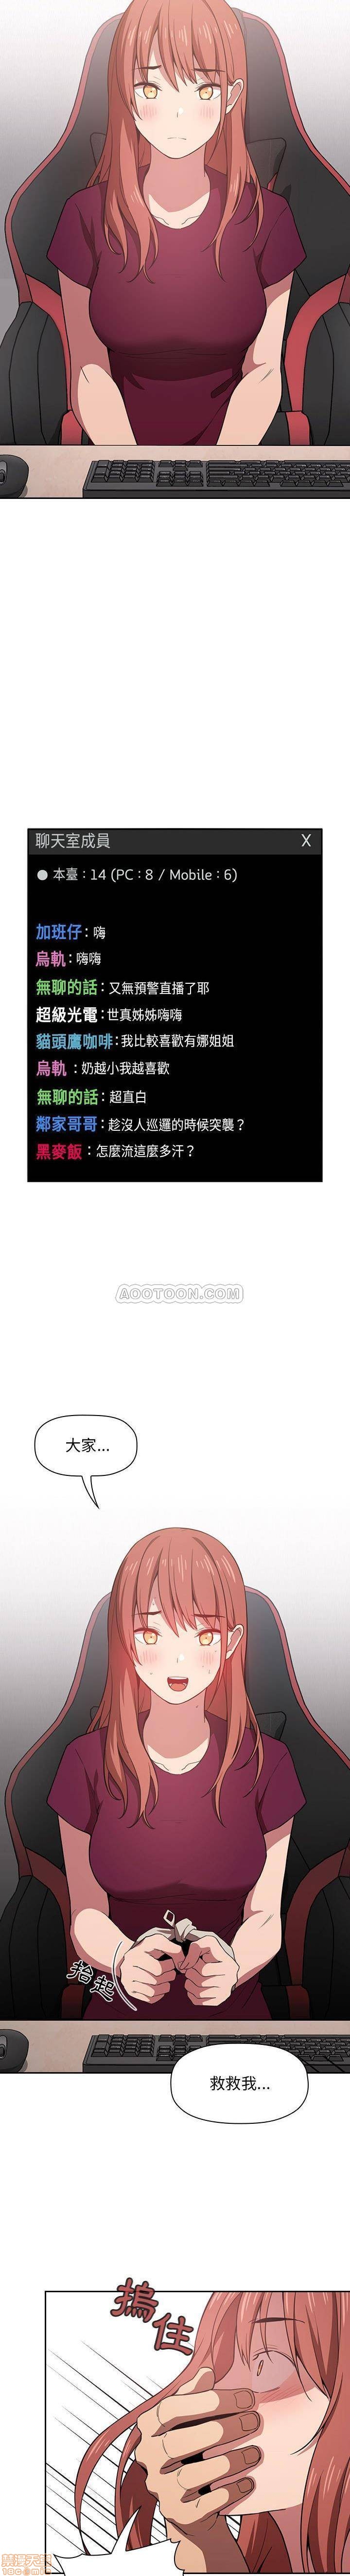 聊天室成員 X
本臺：14 (PC：8 / Mobile：6)
加班仔：嗨
烏軌：嗨嗨
無聊的話：又無預警直播了耶
超級光電：世真姊姊嗨嗨
貓頭鷹咖啡：我比較喜歡有娜姐姐
烏軌：奶越小我越喜歡
無聊的話：超直白
鄭家哥哥：趁沒人巡邏的時候突襲？
黑麥飯：怎麼流這麼多汗？
AOOTOON.COM
大家...
抬起
救救我...
摀住